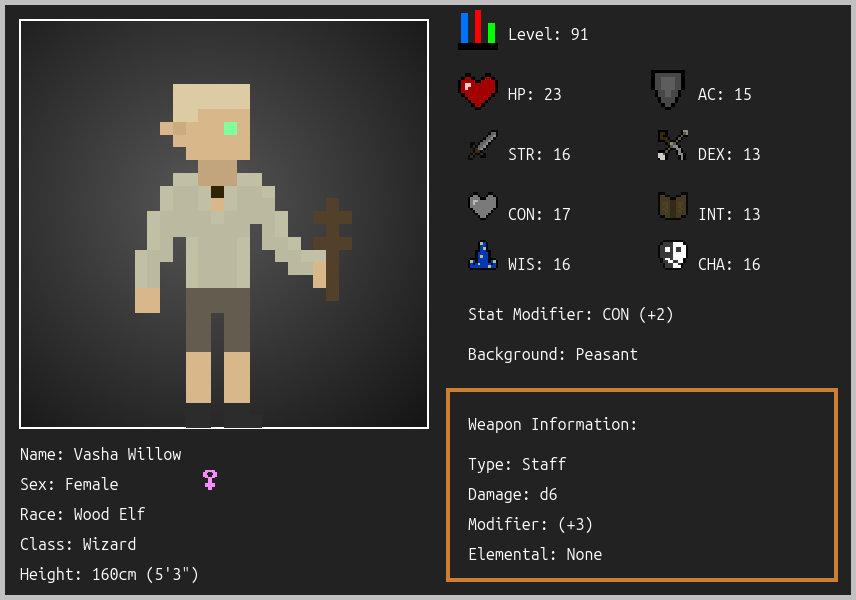 Level: 91
HP: 23
AC: 15
STR: 16
DEX: 13
CON: 17
INT: 13
WIS: 16
CHA: 16
Stat Modifier: CON (+2)
Background: Peasant
Weapon Information:
Type: Staff
Damage: d6
Modifier: (+3)
Elemental: None
Name: Vasha Willow
Sex: Female
Race: Wood Elf
Class: Wizard
Height: 160cm (5'3")